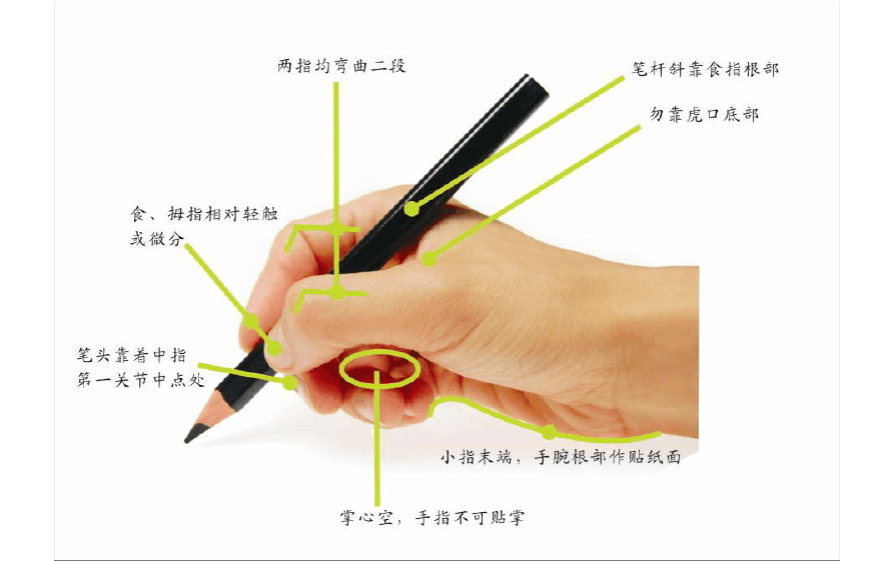 两指均弯曲二段
笔杆斜靠食指根部
勿靠虎口底部
食、拇指相对轻触
或微分
笔头靠着中指
第一关节中点处
小指末端，手腕根部作贴纸面
掌心空，手指不可贴掌